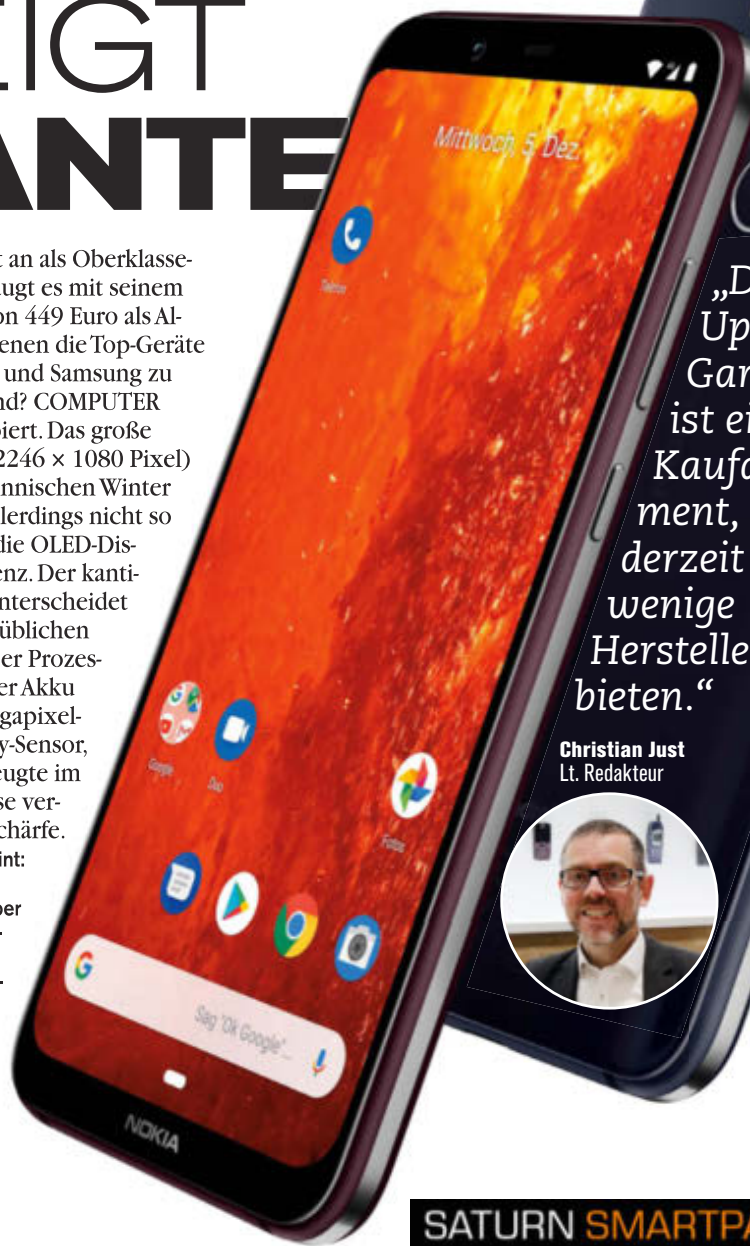 EIGT
ANTE
t an als Oberklasse-
ugt es mit seinem
on 449 Euro als Al-
enen die Top-Geräte
und Samsung zu
nd? COMPUTER
biert. Das große
2246 × 1080 Pixel)
nnischen Winter
lerdings nicht so
die OLED-Dis-
enz. Der kanti-
nterscheidet
üblichen
er Prozes-
er Akku
gapixel-
y-Sensor,
eugte im
se ver-
chärfe.
int:
ber
Mittwoch, 5. Dez.
Telefon
Google
Duo
Fotos
Sag "Ok Google"...
NOKIA
„D
Up
Gar
ist ei
Kaufa
ment,
derzeit
wenige
Herstelle
bieten.“
Christian Just
Lt. Redakteur
SATURN SMARTPA